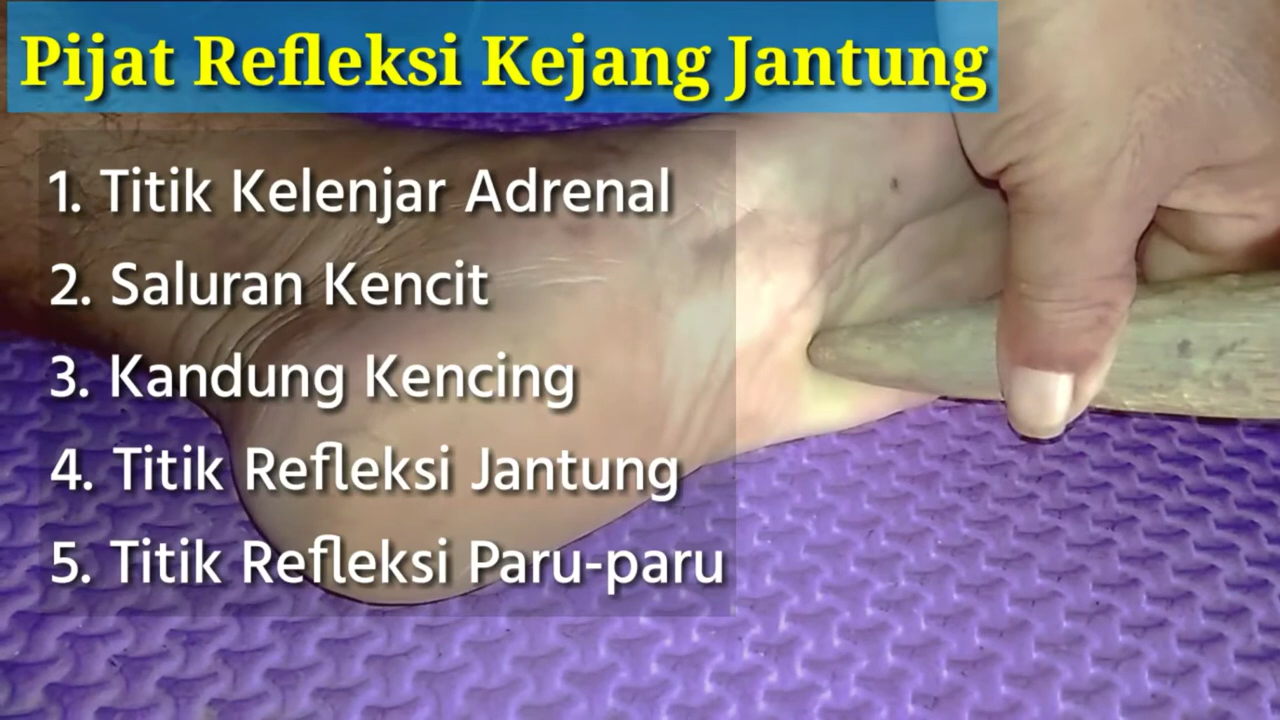 Pijat Refleksi Kejang Jantung
1. Titik Kelenjar Adrenal
2. Saluran Kencit
3. Kandung Kencing
4. Titik Refleksi Jantung
5. Titik Refleksi Paru-paru